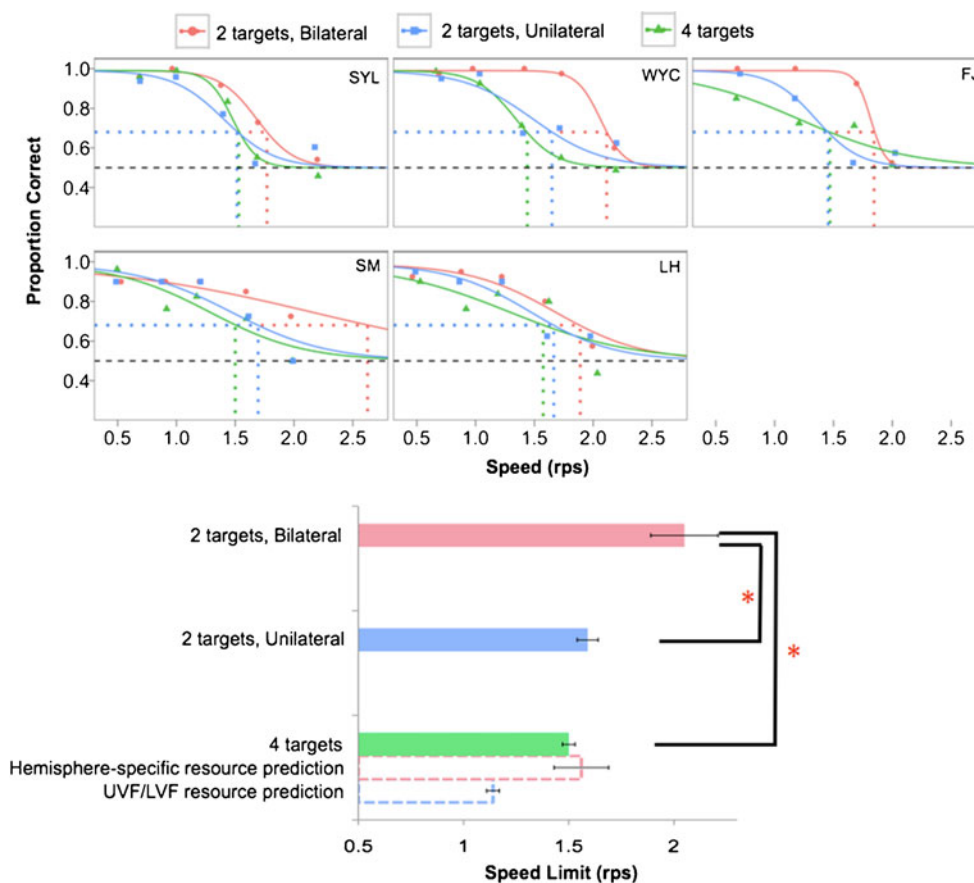 2 targets, Bilateral 2 targets, Unilateral 4 targets
SYL WYC FJ
1.0
0.8
0.6
0.4
Proportion Correct
SM LH
1.0
0.8
0.6
0.4
0.5 1.0 1.5 2.0 2.5 0.5 1.0 1.5 2.0 2.5 0.5 1.0 1.5 2.0 2.5
Speed (rps)
2 targets, Bilateral
*
2 targets, Unilateral
*
4 targets
Hemisphere-specific resource prediction
UVF/LVF resource prediction
0.5 1 1.5 2
Speed Limit (rps)